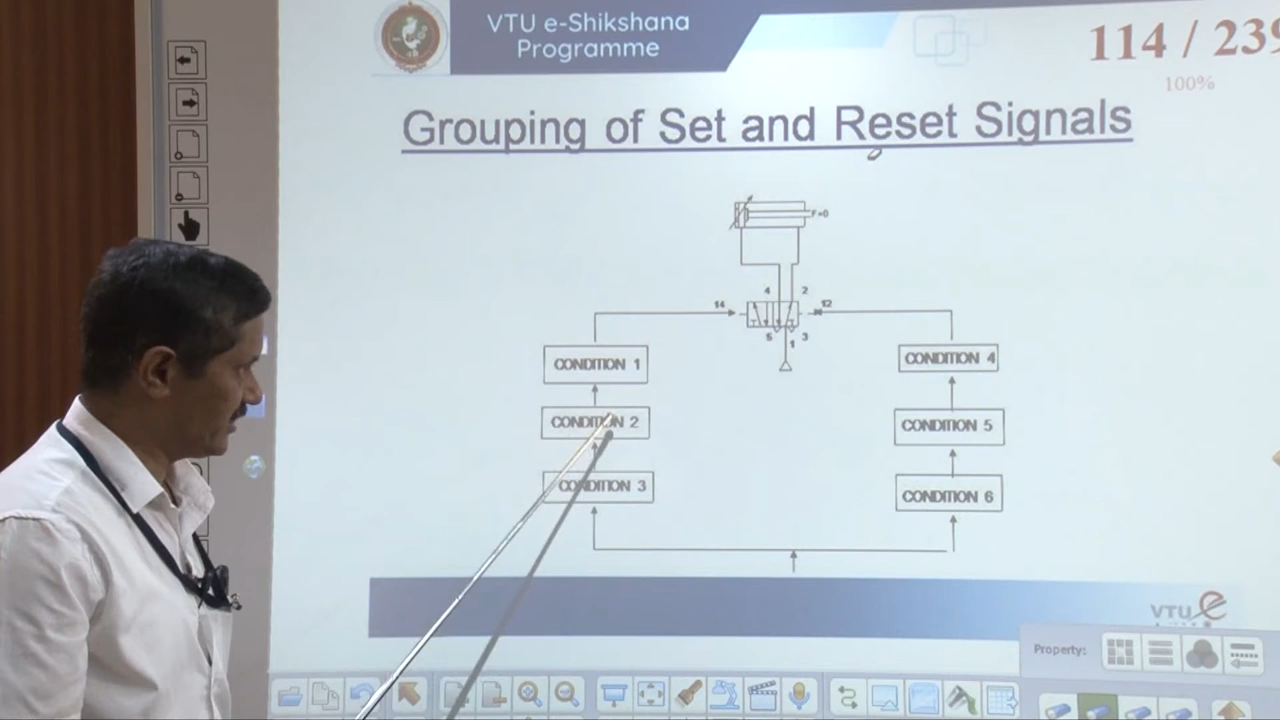 VTU e-Shikshana
Programme
114 / 239
100%
Grouping of Set and Reset Signals
F=0
4
2
14
12
5
1
3
CONDITION 1
CONDITION 4
CONDITION 2
CONDITION 5
CONDITION 3
CONDITION 6
VTU e
Property: